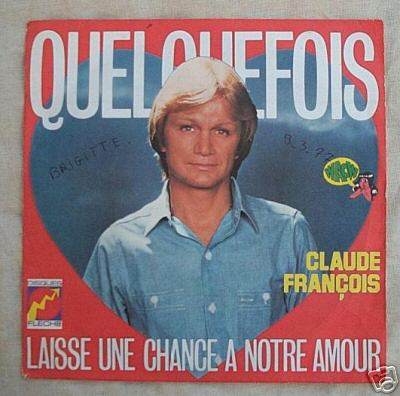 QUELQUEFOIS
BRIGITTE.
8.3.77
CLAUDE
FRANÇOIS
DISQUES
FLECHE
LAISSE UNE CHANCE A NOTRE AMOUR